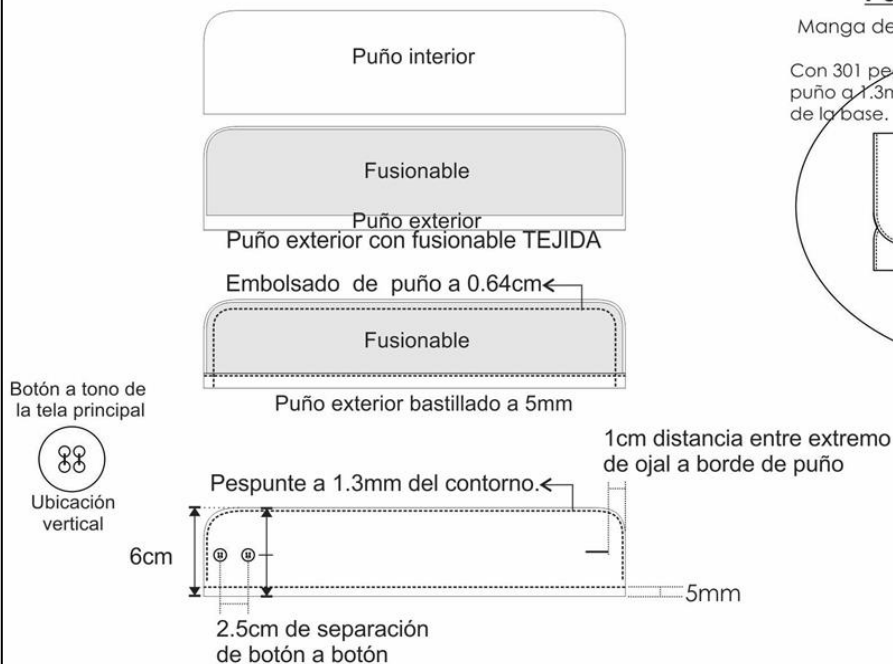 Manga de
Con 301 pe
puño a 1.3m
de la base.
Puño interior
Fusionable
Puño exterior
Puño exterior con fusionable TEJIDA
Embolsado de puño a 0.64cm
Fusionable
Puño exterior bastillado a 5mm
Botón a tono de
la tela principal
Ubicación
vertical
1cm distancia entre extremo
de ojal a borde de puño
Pespunte a 1.3mm del contorno.
6cm
5mm
2.5cm de separación
de botón a botón